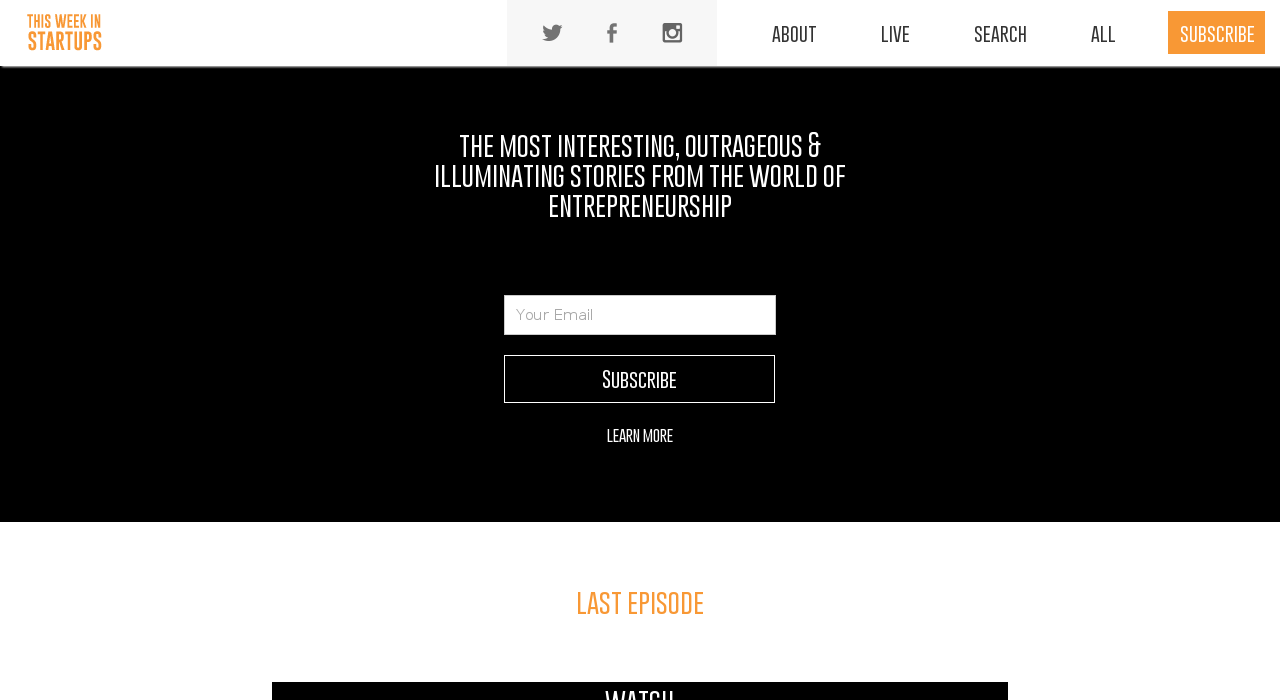 THIS WEEK IN
STARTUPS
ABOUT
LIVE
SEARCH
ALL
SUBSCRIBE
THE MOST INTERESTING, OUTRAGEOUS &
ILLUMINATING STORIES FROM THE WORLD OF
ENTREPRENEURSHIP
Your Email
Subscribe
LEARN MORE
LAST EPISODE
WATCH